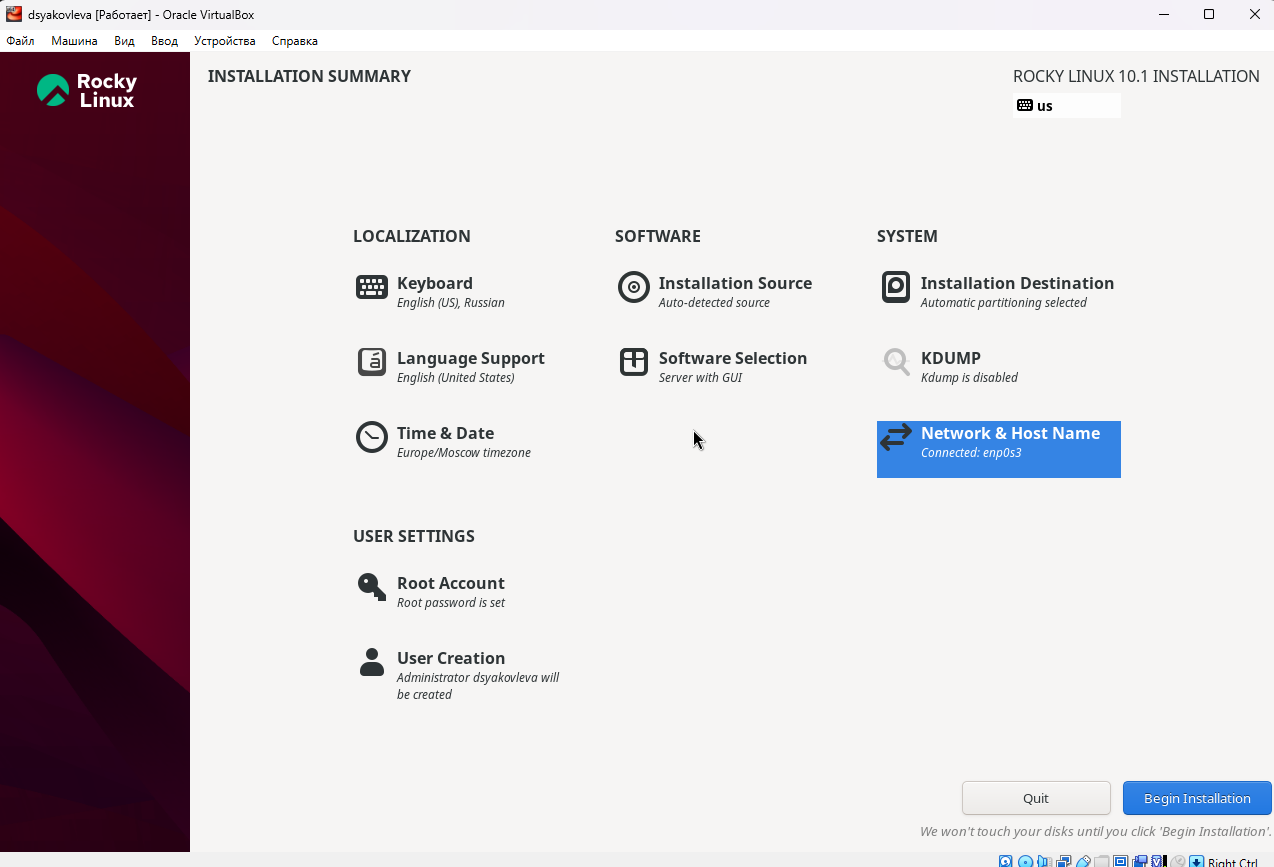 dsyakovleva [Работает] - Oracle VirtualBox
Файл Машина Вид Ввод Устройства Справка
Rocky
Linux
INSTALLATION SUMMARY
ROCKY LINUX 10.1 INSTALLATION
us
LOCALIZATION
Keyboard
English (US), Russian
Language Support
English (United States)
Time & Date
Europe/Moscow timezone
SOFTWARE
Installation Source
Auto-detected source
Software Selection
Server with GUI
SYSTEM
Installation Destination
Automatic partitioning selected
KDUMP
Kdump is disabled
Network & Host Name
Connected: enp0s3
USER SETTINGS
Root Account
Root password is set
User Creation
Administrator dsyakovleva will
be created
Quit
Begin Installation
We won't touch your disks until you click 'Begin Installation'.
Right Ctrl